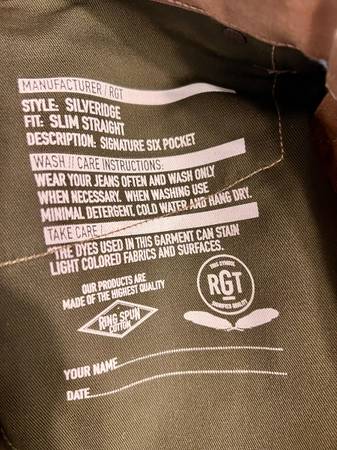 MANUFACTURER / RGT
STYLE: SILVERIDGE
FIT: SLIM STRAIGHT
DESCRIPTION: SIGNATURE SIX POCKET
WASH // CARE INSTRUCTIONS:
WEAR YOUR JEANS OFTEN AND WASH ONLY
WHEN NECESSARY. WHEN WASHING USE
MINIMAL DETERGENT, COLD WATER AND HANG DRY.
TAKE CARE /
THE DYES USED IN THIS GARMENT CAN STAIN
LIGHT COLORED FABRICS AND SURFACES.
OUR PRODUCTS ARE
MADE OF THE HIGHEST QUALITY
RING SPUN
COTTON
RGT
QUALITY
YOUR NAME
DATE